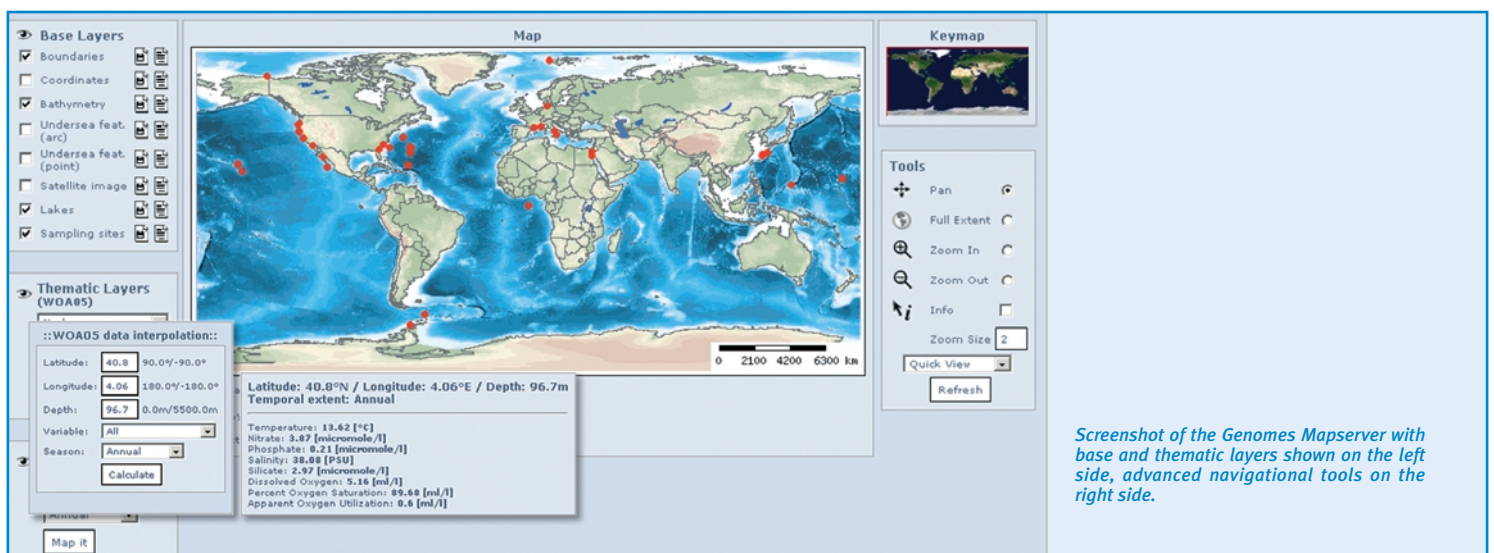 Base Layers
Boundaries
Coordinates
Bathymetry
Undersea feat.
(arc)
Undersea feat.
(point)
Satellite image
Lakes
Sampling sites
Thematic Layers
(WOA05)
::WOA05 data interpolation::
Latitude: 40.8 90.0°/-90.0°
Longitude: 4.06 180.0°/-180.0°
Depth: 96.7 0.0m/5500.0m
Variable: All
Season: Annual
Calculate
Annual
Map it
Map
0 2100 4200 6300 km
Latitude: 40.8°N / Longitude: 4.06°E / Depth: 96.7m
Temporal extent: Annual
Temperature: 13.62 [°C]
Nitrate: 3.87 [micromole/l]
Phosphate: 0.21 [micromole/l]
Salinity: 38.08 [PSU]
Silicate: 2.97 [micromole/l]
Dissolved Oxygen: 5.16 [ml/l]
Percent Oxygen Saturation: 89.68 [ml/l]
Apparent Oxygen Utilization: 0.6 [ml/l]
Keymap
Tools
Pan
Full Extent
Zoom In
Zoom Out
i Info
Zoom Size 2
Quick View
Refresh
Screenshot of the Genomes Mapserver with
base and thematic layers shown on the left
side, advanced navigational tools on the
right side.